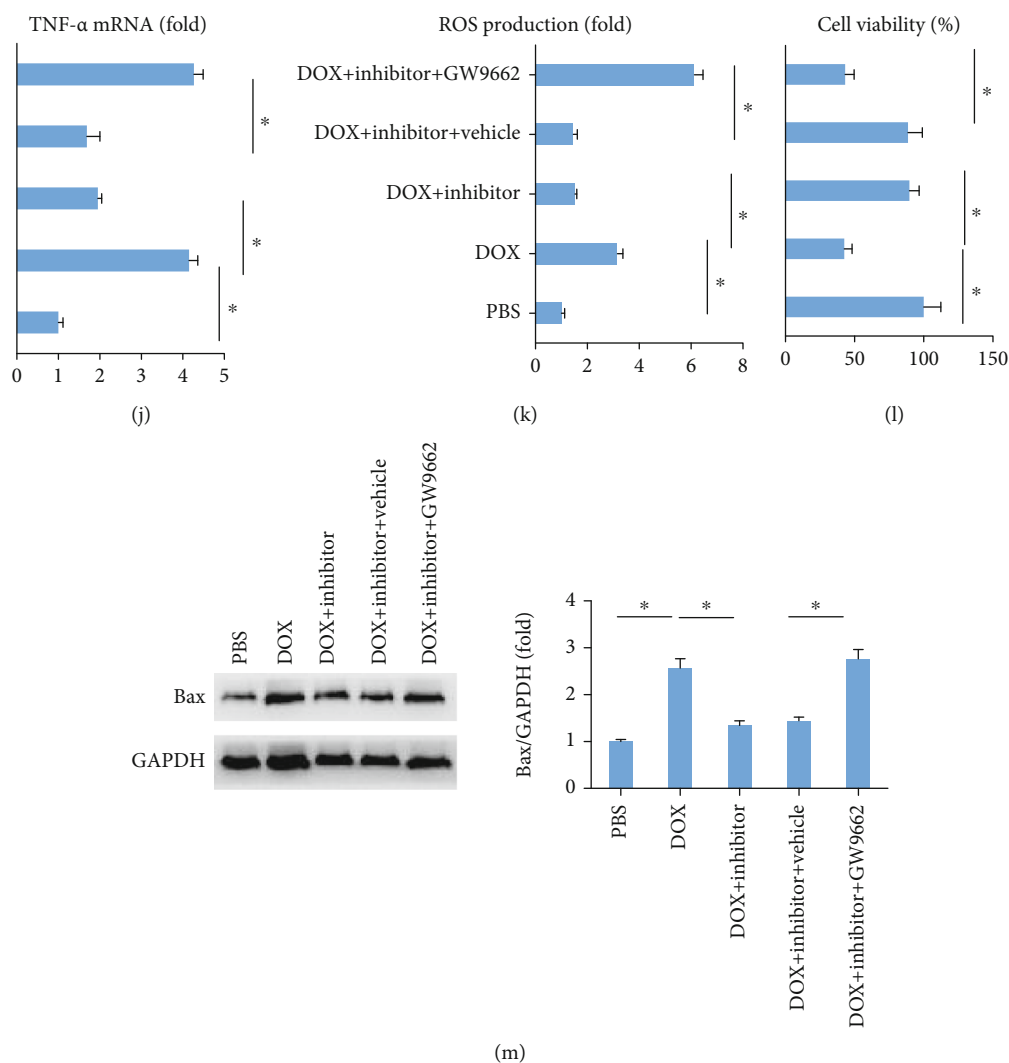 TNF-α mRNA (fold)
*
*
*
0 1 2 3 4 5
(j)
ROS production (fold)
DOX+inhibitor+GW9662
DOX+inhibitor+vehicle
DOX+inhibitor
DOX
PBS
*
*
*
0 2 4 6 8
(k)
Cell viability (%)
*
*
*
0 50 100 150
(l)
PBS
DOX
DOX+inhibitor
DOX+inhibitor+vehicle
DOX+inhibitor+GW9662
Bax
GAPDH
Bax/GAPDH (fold)
4
3
2
1
0
* * *
PBS
DOX
DOX+inhibitor
DOX+inhibitor+vehicle
DOX+inhibitor+GW9662
(m)